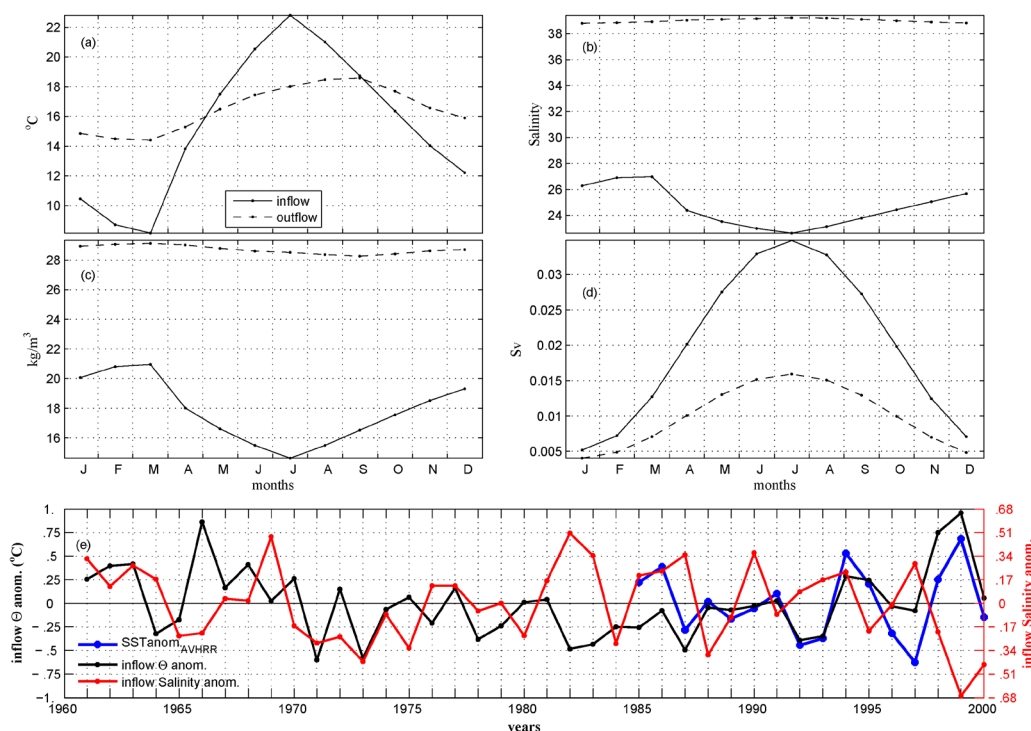 (a)
22
20
18
16
14
12
10
°C
inflow
outflow
(b)
38
36
34
32
30
28
26
24
Salinity
(c)
28
26
24
22
20
18
16
kg/m³
J F M A M J J A S O N D
months
(d)
0.03
0.025
0.02
0.015
0.01
0.005
Sv
J F M A M J J A S O N D
months
(e)
1.
.75
.5
.25
0
-.25
-.5
-.75
-1.
inflow Θ anom. (°C)
SSTanom.AVHRR
inflow Θ anom.
inflow Salinity anom.
.68
.51
.34
.17
0
-.17
-.34
-.51
-.68
inflow Salinity anom.
1960 1965 1970 1975 1980 1985 1990 1995 2000
years